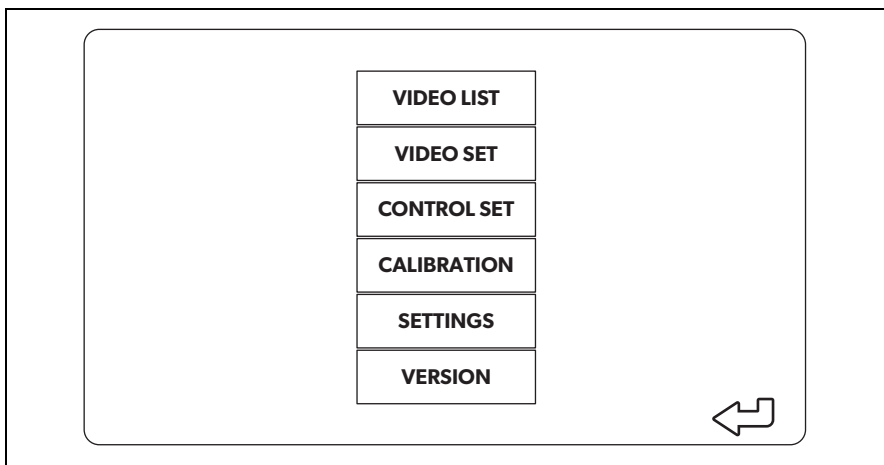 VIDEO LIST
VIDEO SET
CONTROL SET
CALIBRATION
SETTINGS
VERSION